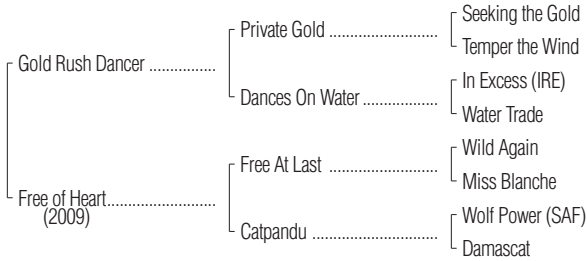 Seeking the Gold
Private Gold ......................
Temper the Wind
Gold Rush Dancer ...............
In Excess (IRE)
Dances On Water ................
Water Trade
Wild Again
Free At Last ......................
Miss Blanche
Free of Heart.......................
(2009)
Wolf Power (SAF)
Catpandu .........................
Damascat